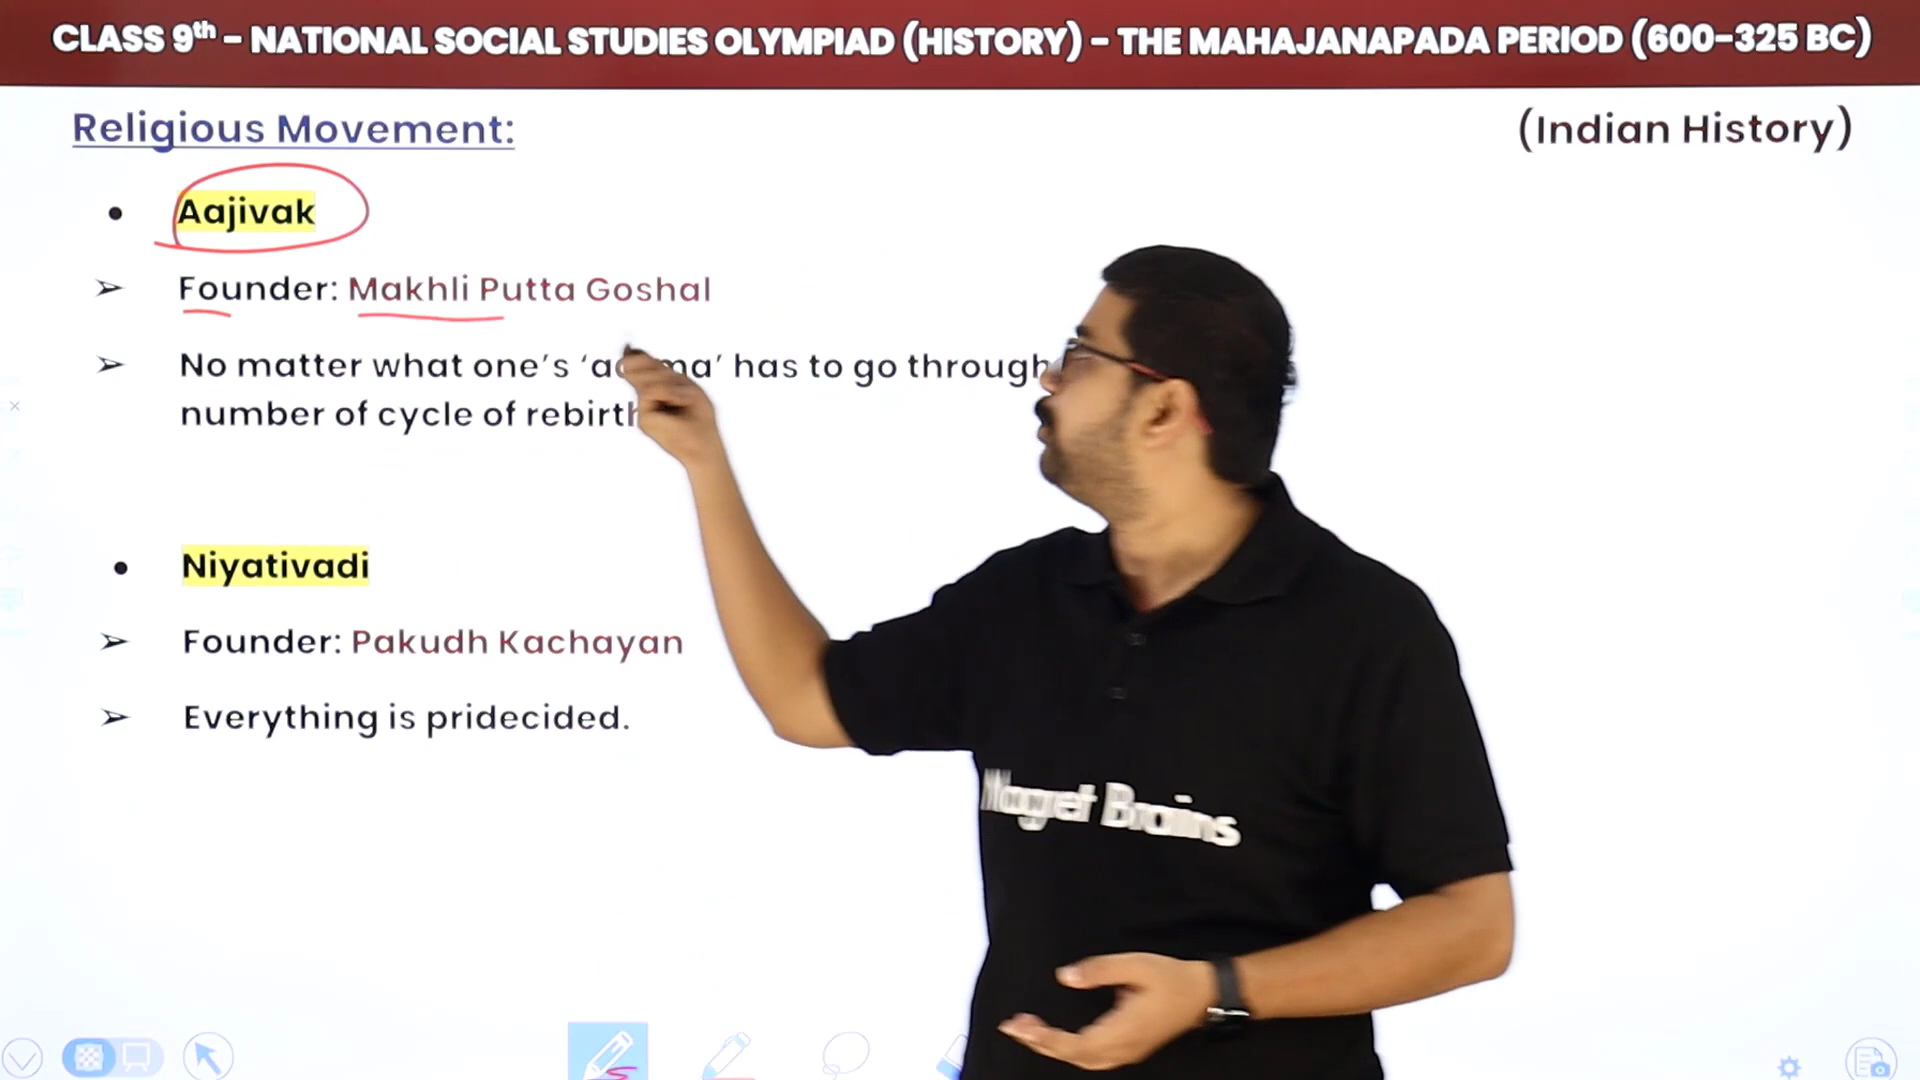 CLASS 9th - NATIONAL SOCIAL STUDIES OLYMPIAD (HISTORY) - THE MAHAJANAPADA PERIOD (600-325 BC)
Religious Movement:
(Indian History)
• Aajivak
➢ Founder: Makhli Putta Goshal
➢ No matter what one's has to go through
number of cycle of
• Niyativadi
➢ Founder: Pakudh Kachayan
➢ Everything is pridecided.
Magnet Brains